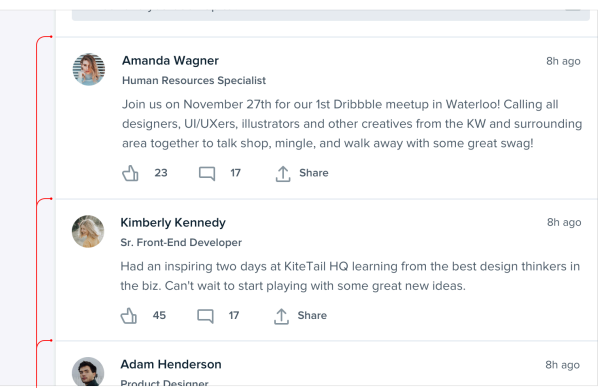 Amanda Wagner
8h ago
Human Resources Specialist
Join us on November 27th for our 1st Dribbble meetup in Waterloo! Calling all
designers, UI/UXers, illustrators and other creatives from the KW and surrounding
area together to talk shop, mingle, and walk away with some great swag!
23
17
Share
Kimberly Kennedy
8h ago
Sr. Front-End Developer
Had an inspiring two days at KiteTail HQ learning from the best design thinkers in
the biz. Can't wait to start playing with some great new ideas.
45
17
Share
Adam Henderson
8h ago
Product Designer